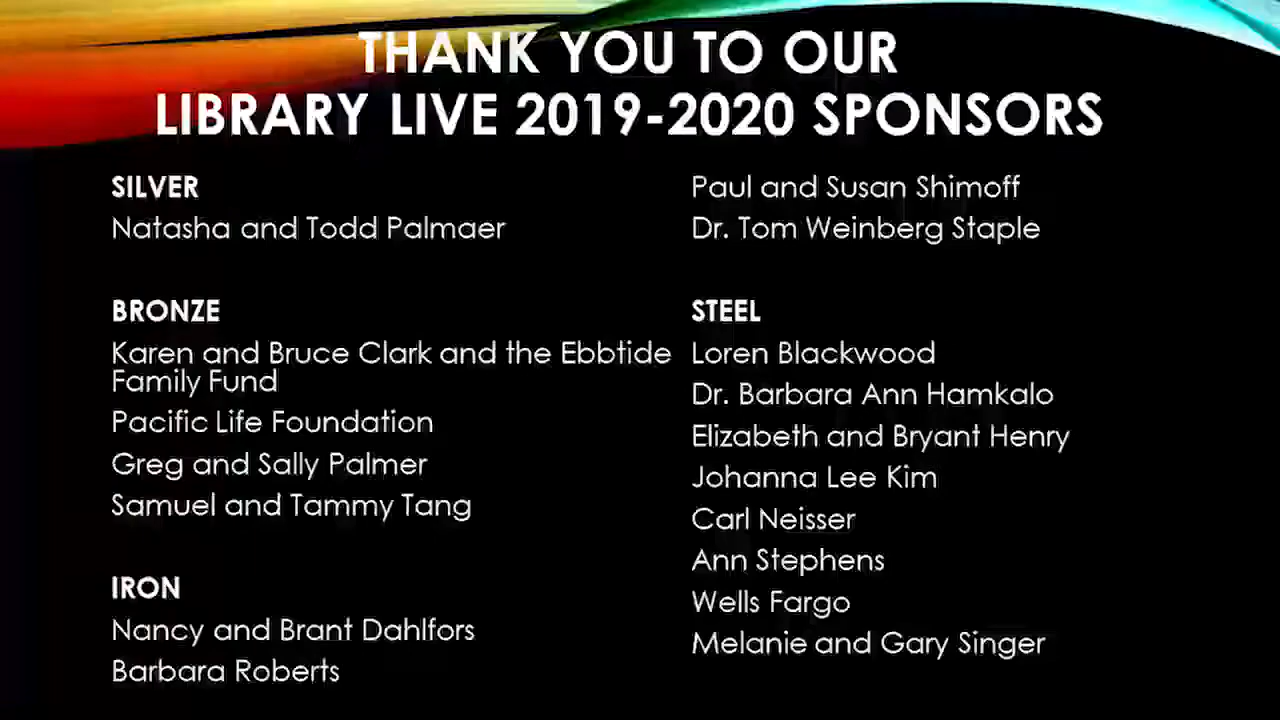 THANK YOU TO OUR
LIBRARY LIVE 2019-2020 SPONSORS
SILVER
Natasha and Todd Palmaer
BRONZE
Karen and Bruce Clark and the Ebbtide
Family Fund
Pacific Life Foundation
Greg and Sally Palmer
Samuel and Tammy Tang
IRON
Nancy and Brant Dahlfors
Barbara Roberts
Paul and Susan Shimoff
Dr. Tom Weinberg Staple
STEEL
Loren Blackwood
Dr. Barbara Ann Hamkalo
Elizabeth and Bryant Henry
Johanna Lee Kim
Carl Neisser
Ann Stephens
Wells Fargo
Melanie and Gary Singer